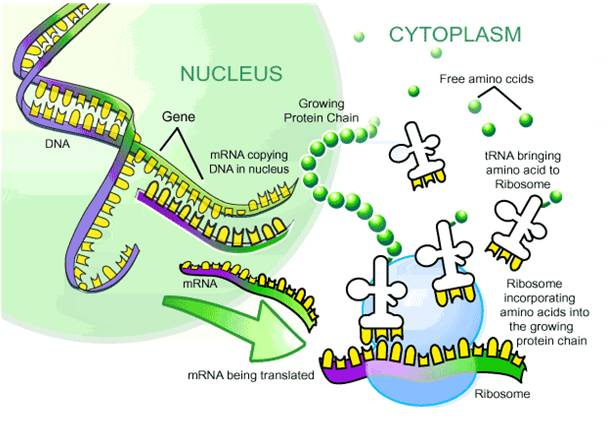 CYTOPLASM
NUCLEUS
Free amino ccids
Growing
Protein Chain
Gene
DNA
mRNA copying
DNA in nucleus
tRNA bringing
amino acid to
Ribosome
mRNA
Ribosome
incorporating
amino acids into
the growing
protein chain
mRNA being translated
Ribosome